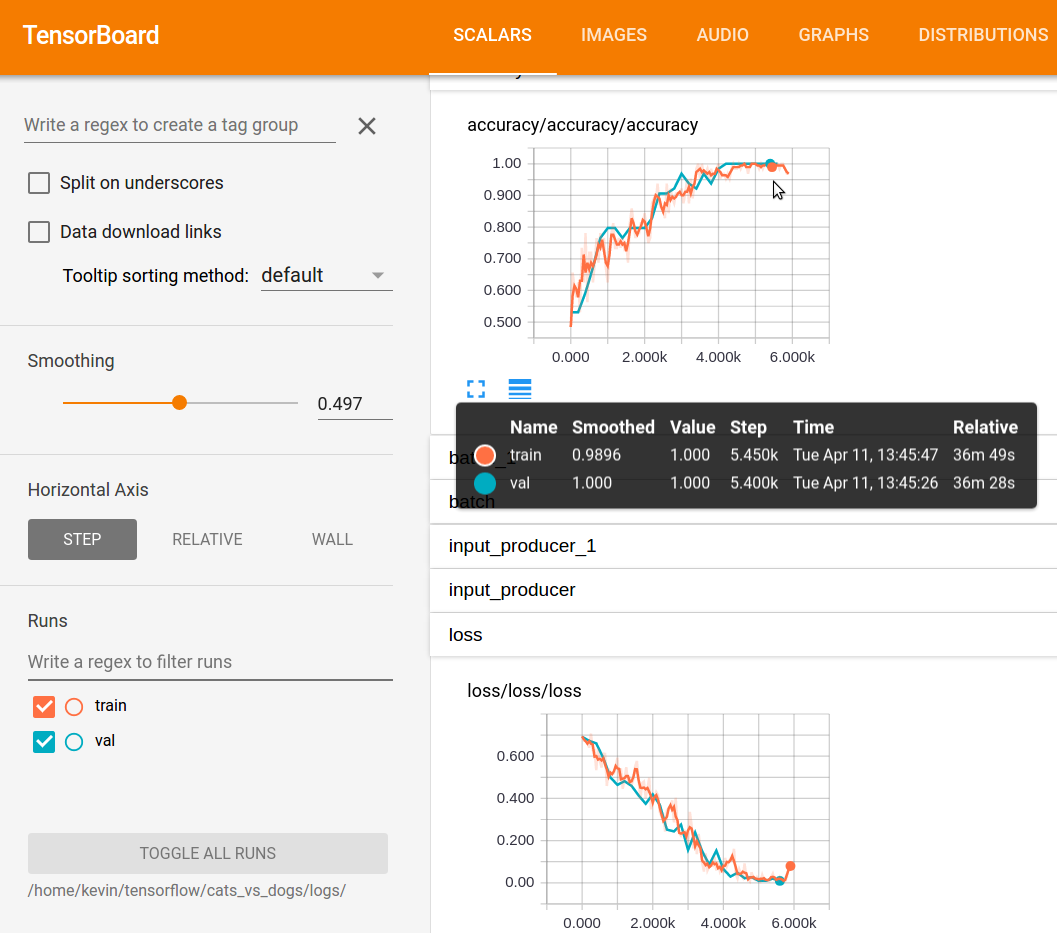 TensorBoard
SCALARS IMAGES AUDIO GRAPHS DISTRIBUTIONS
Write a regex to create a tag group
Split on underscores
Data download links
Tooltip sorting method: default
Smoothing
0.497
Horizontal Axis
STEP RELATIVE WALL
Runs
Write a regex to filter runs
train
val
TOGGLE ALL RUNS
/home/kevin/tensorflow/cats_vs_dogs/logs/
accuracy/accuracy/accuracy
1.00
0.900
0.800
0.700
0.600
0.500
0.000 2.000k 4.000k 6.000k
Name Smoothed Value Step Time Relative
train 0.9896 1.000 5.450k Tue Apr 11, 13:45:47 36m 49s
val 1.000 1.000 5.400k Tue Apr 11, 13:45:26 36m 28s
batch_1
batch
input_producer_1
input_producer
loss
loss/loss/loss
0.600
0.400
0.200
0.00
0.000 2.000k 4.000k 6.000k